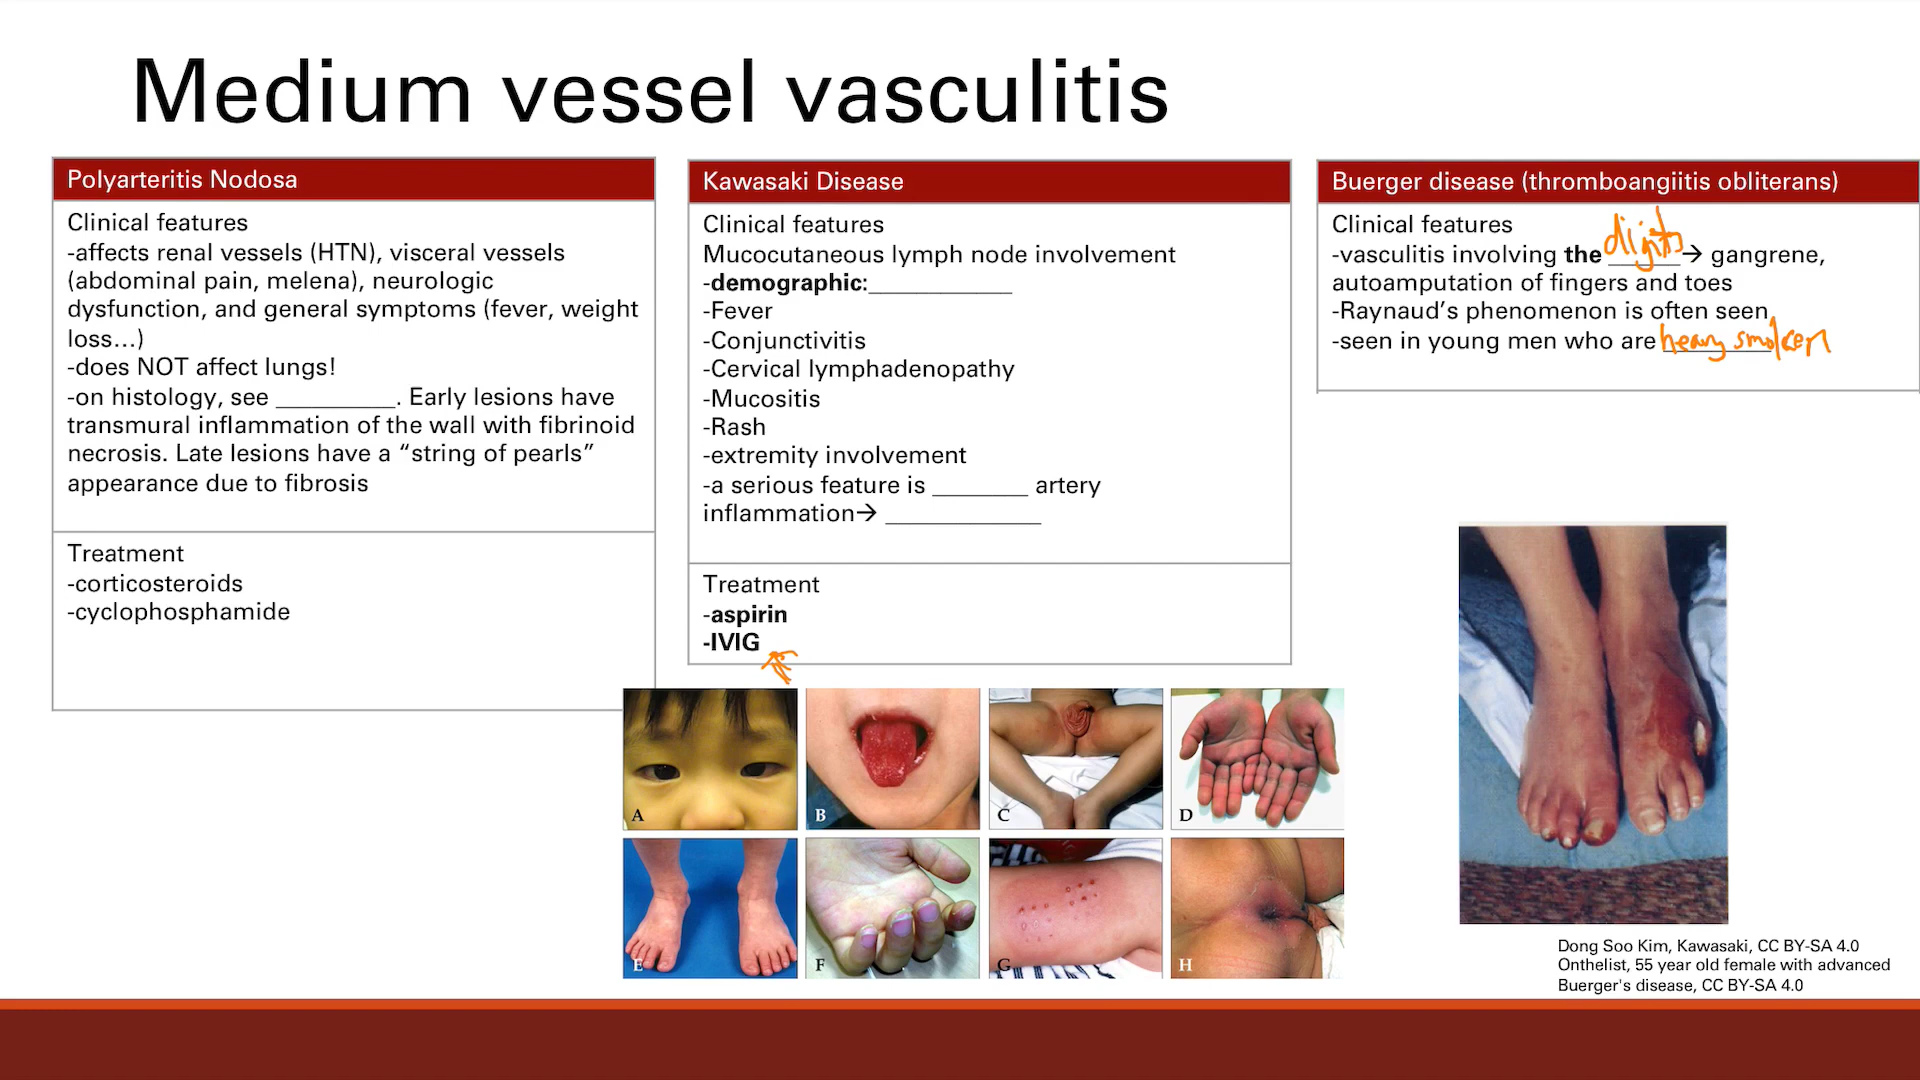 Medium vessel vasculitis
Polyarteritis Nodosa
Clinical features
-affects renal vessels (HTN), visceral vessels
(abdominal pain, melena), neurologic
dysfunction, and general symptoms (fever, weight
loss…)
-does NOT affect lungs!
-on histology, see __________. Early lesions have
transmural inflammation of the wall with fibrinoid
necrosis. Late lesions have a “string of pearls”
appearance due to fibrosis
Treatment
-corticosteroids
-cyclophosphamide
Kawasaki Disease
Clinical features
Mucocutaneous lymph node involvement
-demographic:____________
-Fever
-Conjunctivitis
-Cervical lymphadenopathy
-Mucositis
-Rash
-extremity involvement
-a serious feature is ________ artery
inflammation→ _____________
Treatment
-aspirin
-IVIG
A
B
C
D
E
F
G
H
Buerger disease (thromboangiitis obliterans)
Clinical features
-vasculitis involving the digits → gangrene,
autoamputation of fingers and toes
-Raynaud’s phenomenon is often seen
-seen in young men who are heavy smokers
Dong Soo Kim, Kawasaki, CC BY-SA 4.0
Onthelist, 55 year old female with advanced
Buerger's disease, CC BY-SA 4.0